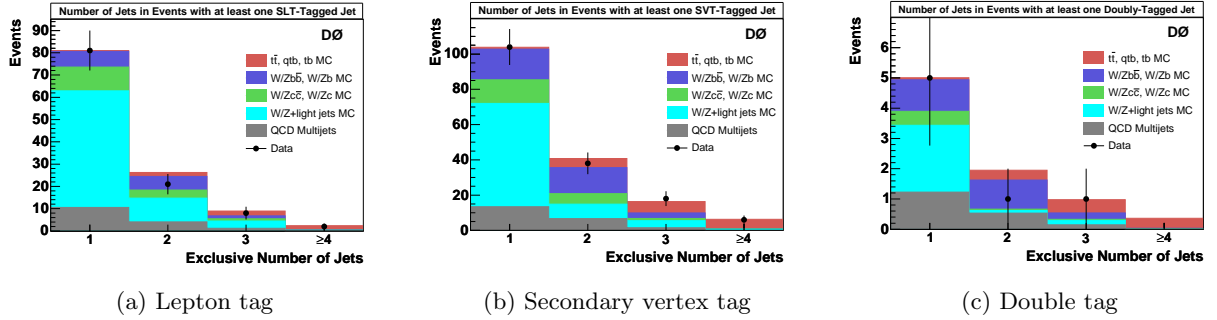 Number of Jets in Events with at least one SLT-Tagged Jet
Events
90
80
70
60
50
40
30
20
10
0
DØ
tt̄, qtb, tb MC
W/Zbb̄, W/Zb MC
W/Zcc̄, W/Zc MC
W/Z+light jets MC
QCD Multijets
Data
1 2 3 ≥4
Exclusive Number of Jets
(a) Lepton tag
Number of Jets in Events with at least one SVT-Tagged Jet
Events
100
80
60
40
20
0
DØ
tt̄, qtb, tb MC
W/Zbb̄, W/Zb MC
W/Zcc̄, W/Zc MC
W/Z+light jets MC
QCD Multijets
Data
1 2 3 ≥4
Exclusive Number of Jets
(b) Secondary vertex tag
Number of Jets in Events with at least one Doubly-Tagged Jet
Events
6
5
4
3
2
1
0
DØ
tt̄, qtb, tb MC
W/Zbb̄, W/Zb MC
W/Zcc̄, W/Zc MC
W/Z+light jets MC
QCD Multijets
Data
1 2 3 ≥4
Exclusive Number of Jets
(c) Double tag